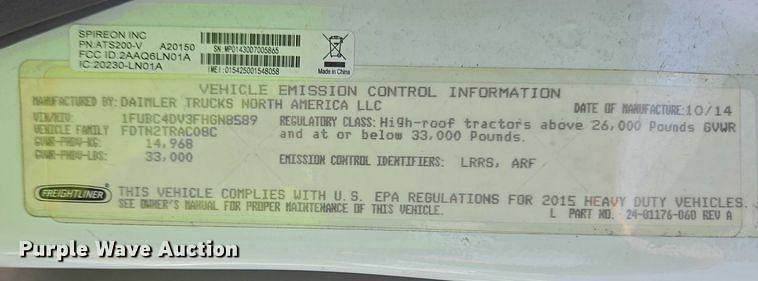 SPIREON INC
PN:ATS200-V A20150
FCC ID:2AAQ6LN01A
IC:20230-LN01A
SN: MP0143007005865
IMEI:015425001548058
Made in China
VEHICLE EMISSION CONTROL INFORMATION
MANUFACTURED BY: DAIMLER TRUCKS NORTH AMERICA LLC DATE OF MANUFACTURE:10/14
VIN/NIV: 1FUBC4DV3FHGN8589 REGULATORY CLASS: High-roof tractors above 26,000 Pounds GVWR
VEHICLE FAMILY FDTN2TRAC08C and at or below 33,000 Pounds.
GVWR-PNBV-KG: 14,968
GVWR-PNBV-LBS: 33,000 EMISSION CONTROL IDENTIFIERS: LRRS, ARF
FREIGHTLINER THIS VEHICLE COMPLIES WITH U.S. EPA REGULATIONS FOR 2015 HEAVY DUTY VEHICLES.
SEE OWNER'S MANUAL FOR PROPER MAINTENANCE OF THIS VEHICLE. L PART NO. 24-01176-060 REV A
Purple Wave Auction